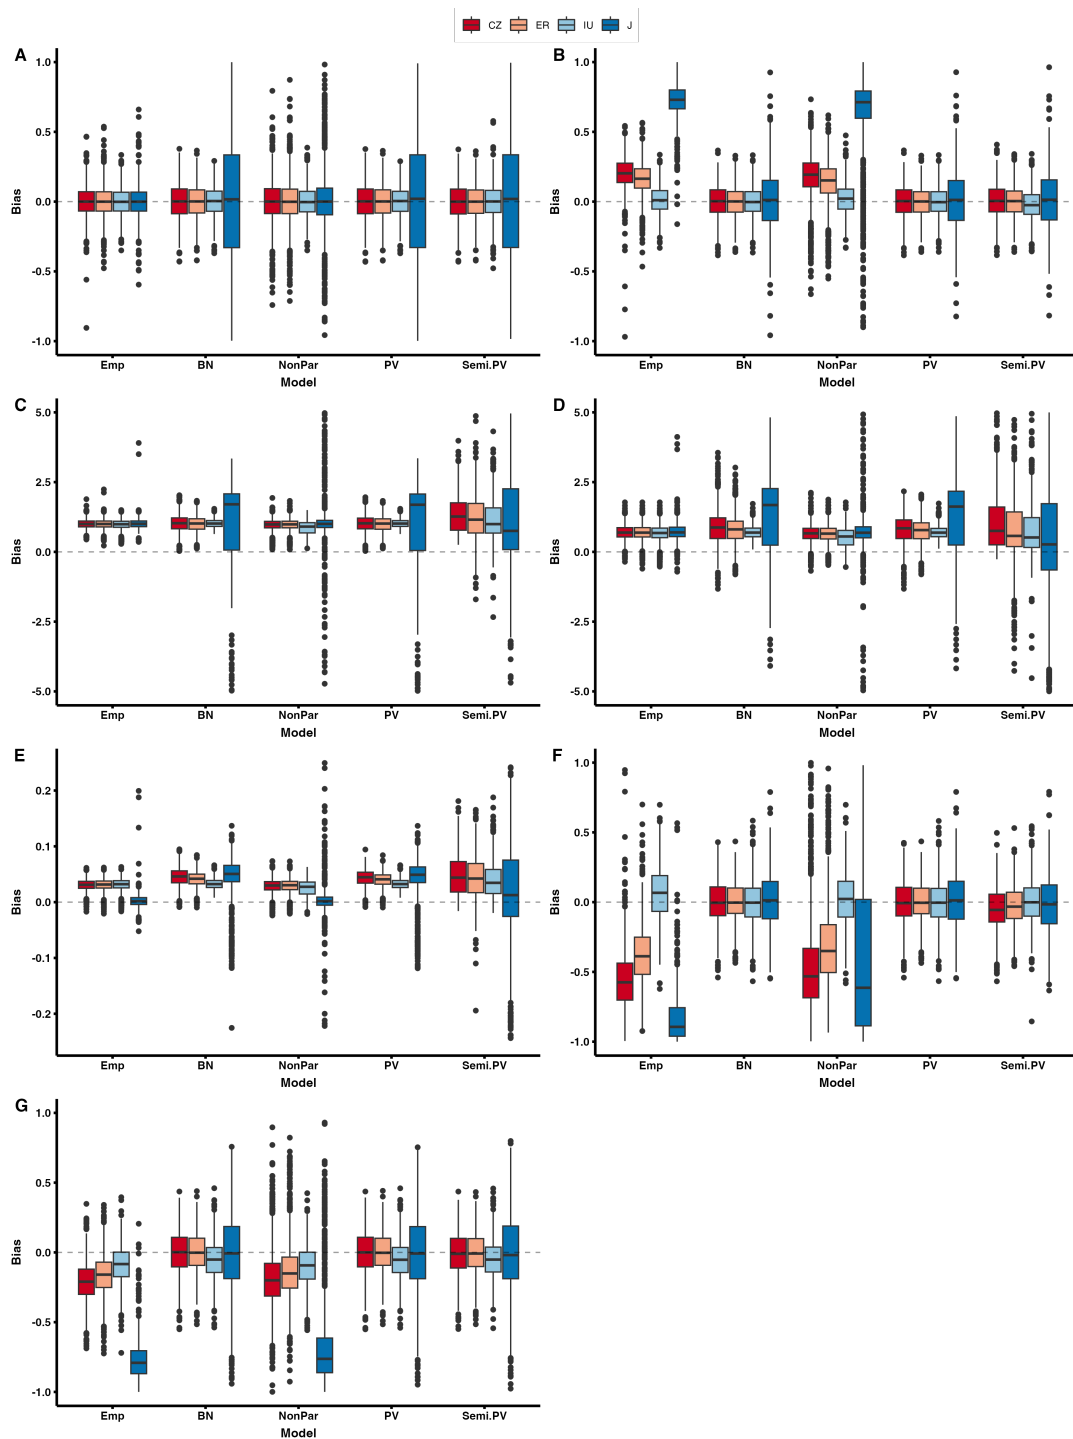 CZ ER IU J
A
1.0
0.5
0.0
-0.5
-1.0
Bias
Emp BN NonPar PV Semi.PV
Model
B
1.0
0.5
0.0
-0.5
-1.0
Bias
Emp BN NonPar PV Semi.PV
Model
C
5.0
2.5
0.0
-2.5
-5.0
Bias
Emp BN NonPar PV Semi.PV
Model
D
5.0
2.5
0.0
-2.5
-5.0
Bias
Emp BN NonPar PV Semi.PV
Model
E
0.2
0.1
0.0
-0.1
-0.2
Bias
Emp BN NonPar PV Semi.PV
Model
F
1.0
0.5
0.0
-0.5
-1.0
Bias
Emp BN NonPar PV Semi.PV
Model
G
1.0
0.5
0.0
-0.5
-1.0
Bias
Emp BN NonPar PV Semi.PV
Model